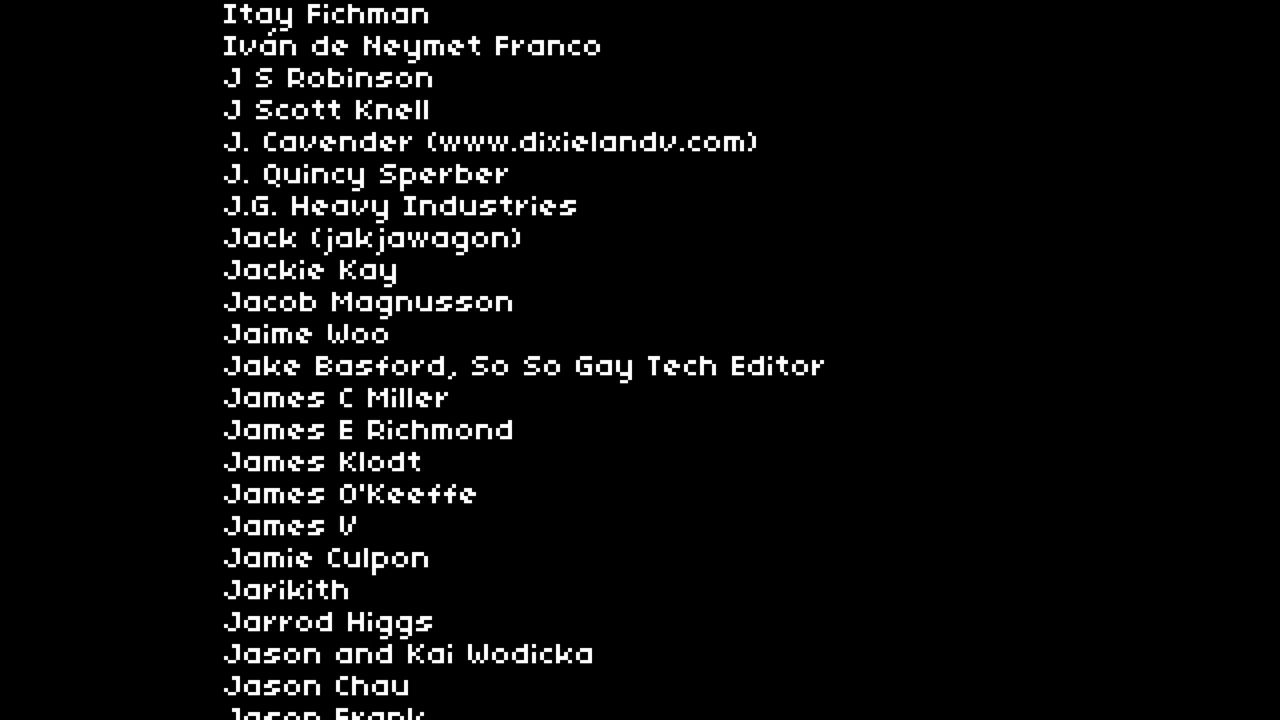 Itay Fichman
Iván de Neymet Franco
J S Robinson
J Scott Knell
J. Cavender (www.dixielandv.com)
J. Quincy Sperber
J.G. Heavy Industries
Jack (jakjawagon)
Jackie Kay
Jacob Magnusson
Jaime Woo
Jake Basford, So So Gay Tech Editor
James C Miller
James E Richmond
James Klodt
James O'Keeffe
James V
Jamie Culpon
Jarikith
Jarrod Higgs
Jason and Kai Wodicka
Jason Chau
Jason Frank